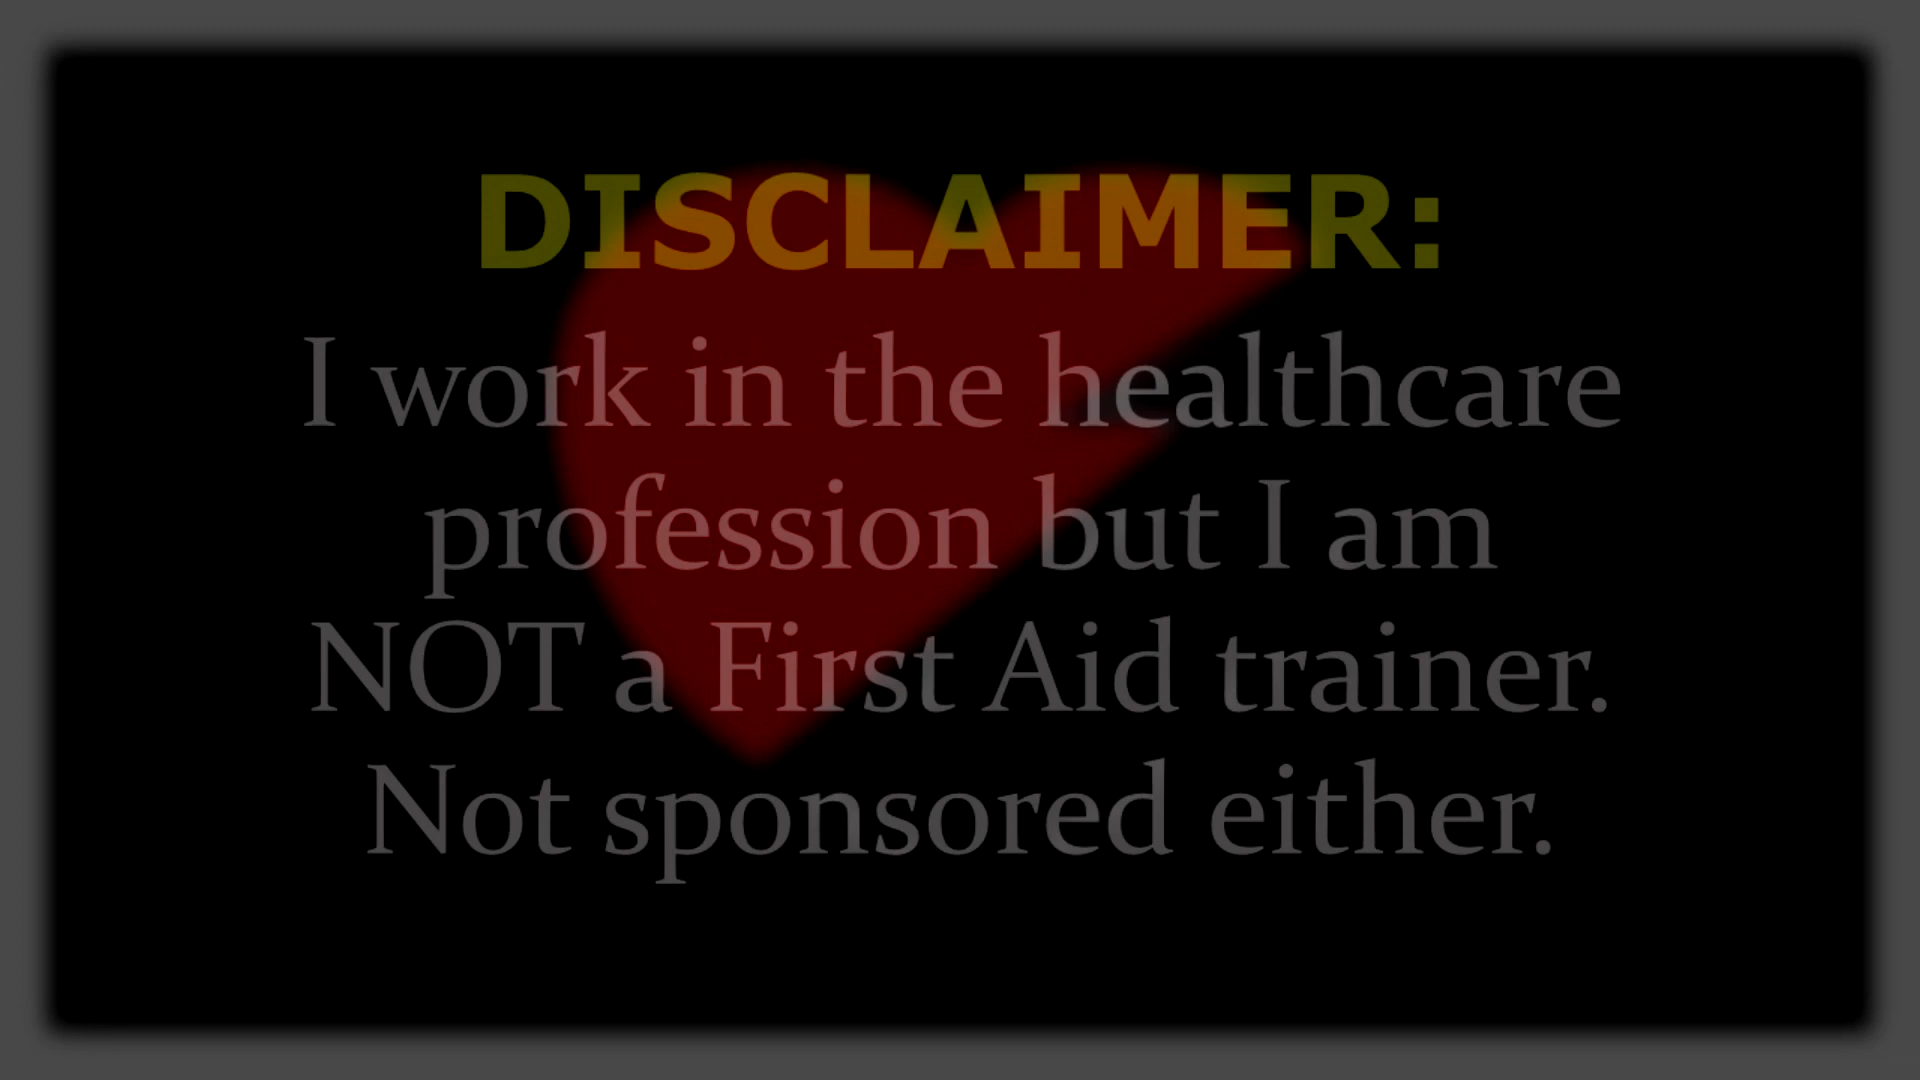 DISCLAIMER:
I work in the healthcare
profession but I am
NOT a First Aid trainer.
Not sponsored either.